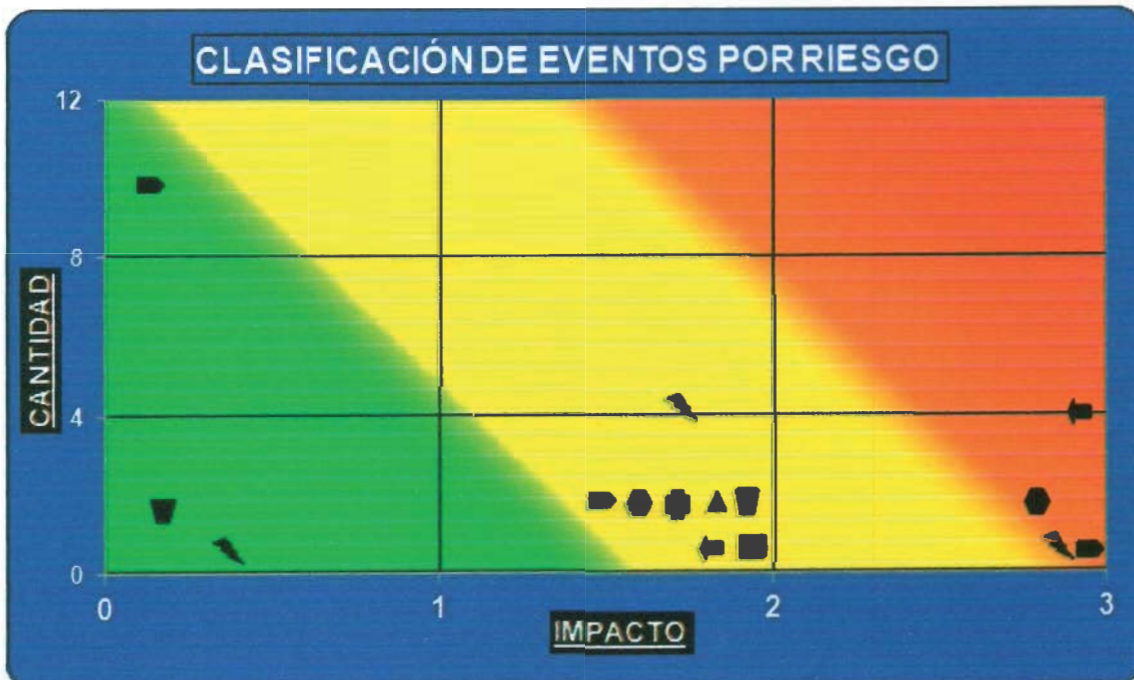 CLASIFICACIÓN DE EVENTOS POR RIESGO
12
8
4
0
CANTIDAD
0 1 2 3
IMPACTO